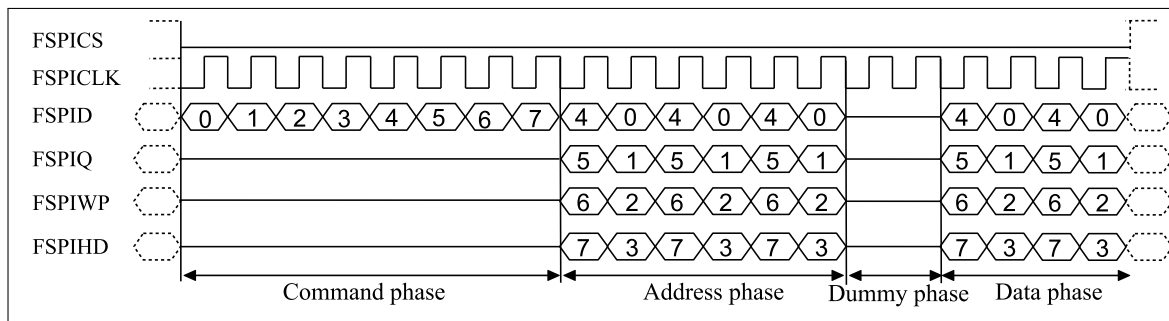 FSPICS
FSPICLK
FSPID 0 1 2 3 4 5 6 7 4 0 4 0 4 0 4 0 4 0
FSPIQ 5 1 5 1 5 1 5 1 5 1
FSPIWP 6 2 6 2 6 2 6 2 6 2
FSPIHD 7 3 7 3 7 3 7 3 7 3
Command phase Address phase Dummy phase Data phase